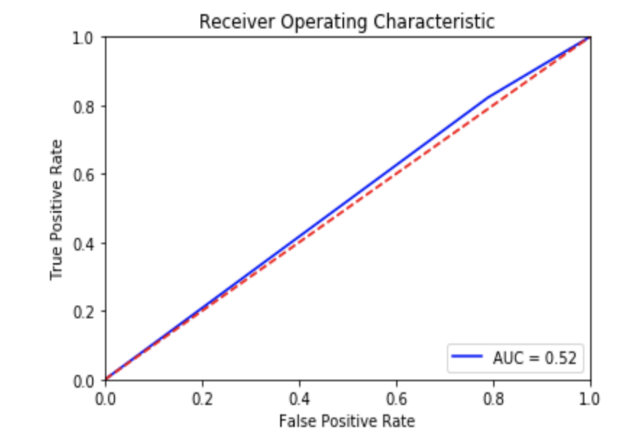 Receiver Operating Characteristic
1.0
0.8
0.6
0.4
0.2
0.0
True Positive Rate
AUC = 0.52
0.0 0.2 0.4 0.6 0.8 1.0
False Positive Rate